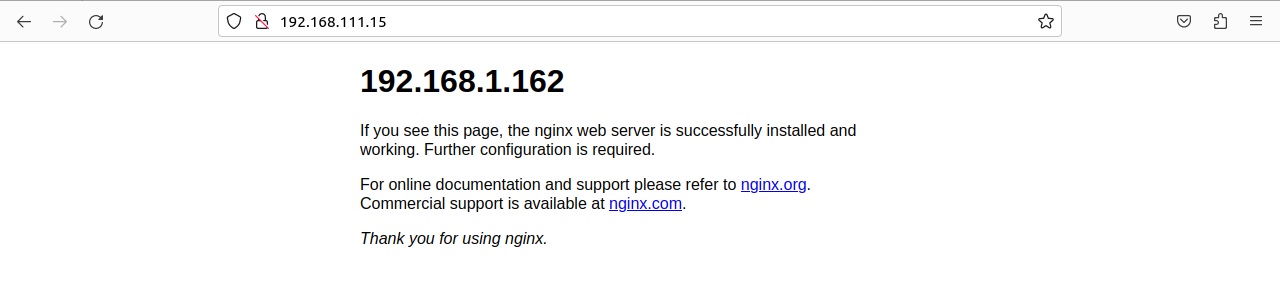 192.168.111.15
192.168.1.162
If you see this page, the nginx web server is successfully installed and
working. Further configuration is required.
For online documentation and support please refer to nginx.org.
Commercial support is available at nginx.com.
Thank you for using nginx.